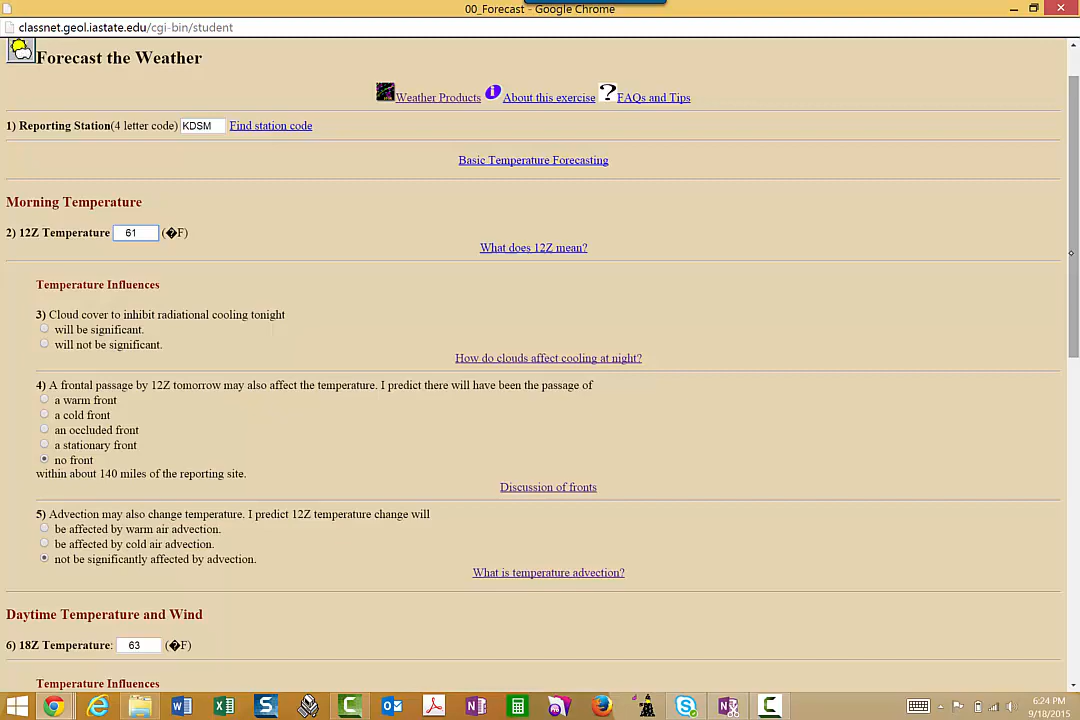 00_Forecast - Google Chrome
classnet.geol.iastate.edu/cgi-bin/student
Forecast the Weather
Weather Products About this exercise FAQs and Tips
1) Reporting Station(4 letter code) KDSM Find station code
Basic Temperature Forecasting
Morning Temperature
2) 12Z Temperature 61 (�F)
What does 12Z mean?
Temperature Influences
3) Cloud cover to inhibit radiational cooling tonight
will be significant.
will not be significant.
How do clouds affect cooling at night?
4) A frontal passage by 12Z tomorrow may also affect the temperature. I predict there will have been the passage of
a warm front
a cold front
an occluded front
a stationary front
no front
within about 140 miles of the reporting site.
Discussion of fronts
5) Advection may also change temperature. I predict 12Z temperature change will
be affected by warm air advection.
be affected by cold air advection.
not be significantly affected by advection.
What is temperature advection?
Daytime Temperature and Wind
6) 18Z Temperature: 63 (�F)
Temperature Influences
6:24 PM
9/18/2015